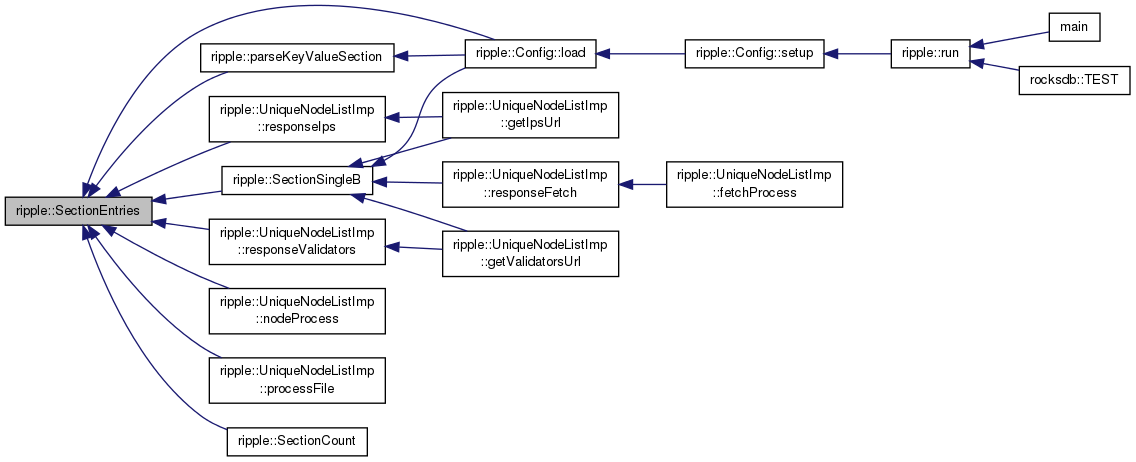 ripple::SectionEntries
ripple::parseKeyValueSection
ripple::UniqueNodeListImp
::responseIps
ripple::SectionSingleB
ripple::UniqueNodeListImp
::responseValidators
ripple::UniqueNodeListImp
::nodeProcess
ripple::UniqueNodeListImp
::processFile
ripple::SectionCount
ripple::Config::load
ripple::UniqueNodeListImp
::getIpsUrl
ripple::UniqueNodeListImp
::responseFetch
ripple::UniqueNodeListImp
::getValidatorsUrl
ripple::Config::setup
ripple::UniqueNodeListImp
::fetchProcess
ripple::run
main
rocksdb::TEST